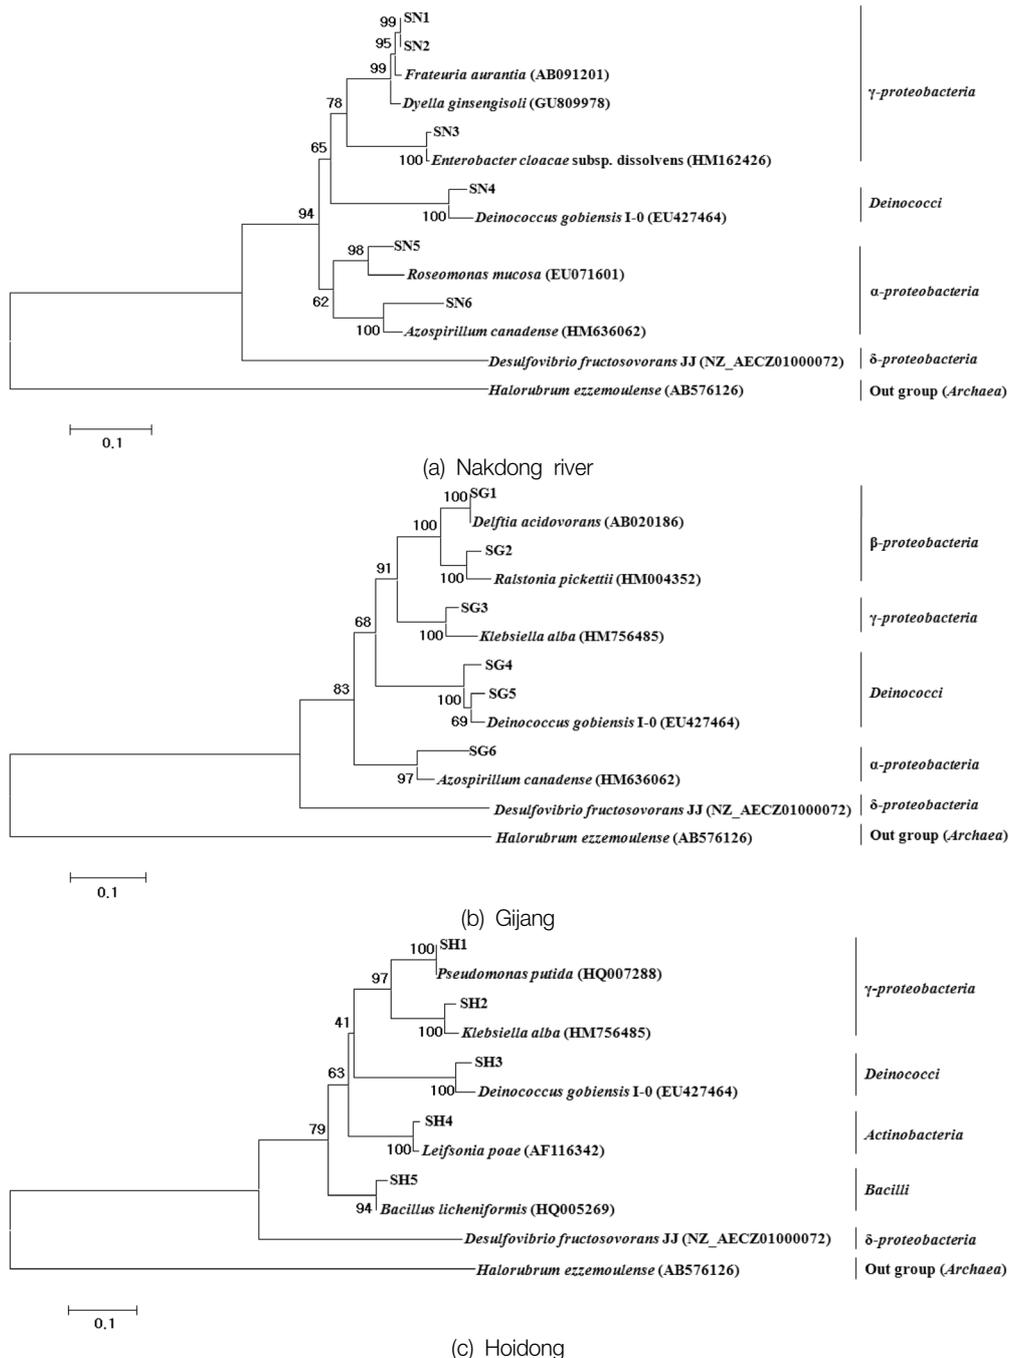 99 SN1
95 SN2
99 Frateuria aurantia (AB091201)
Dyella ginsengisoli (GU809978)
γ-proteobacteria
78
SN3
100 Enterobacter cloacae subsp. dissolvens (HM162426)
65
SN4
100 Deinococcus gobiensis I-0 (EU427464)
Deinococci
94
98 SN5
Roseomonas mucosa (EU071601)
α-proteobacteria
62
SN6
100 Azospirillum canadense (HM636062)
Desulfovibrio fructosovorans JJ (NZ_AECZ01000072)
δ-proteobacteria
Halorubrum ezzemoulense (AB576126)
Out group (Archaea)
0.1
(a) Nakdong river
100 SG1
Delftia acidovorans (AB020186)
100
β-proteobacteria
SG2
100 Ralstonia pickettii (HM004352)
91
SG3
γ-proteobacteria
100 Klebsiella alba (HM756485)
68
SG4
100 SG5
Deinococci
69 Deinococcus gobiensis I-0 (EU427464)
83
SG6
α-proteobacteria
97 Azospirillum canadense (HM636062)
Desulfovibrio fructosovorans JJ (NZ_AECZ01000072)
δ-proteobacteria
Halorubrum ezzemoulense (AB576126)
Out group (Archaea)
0.1
(b) Gijang
100 SH1
Pseudomonas putida (HQ007288)
97
γ-proteobacteria
SH2
100 Klebsiella alba (HM756485)
41
SH3
Deinococci
100 Deinococcus gobiensis I-0 (EU427464)
63
SH4
Actinobacteria
100 Leifsonia poae (AF116342)
79
SH5
Bacilli
94 Bacillus licheniformis (HQ005269)
Desulfovibrio fructosovorans JJ (NZ_AECZ01000072)
δ-proteobacteria
Halorubrum ezzemoulense (AB576126)
Out group (Archaea)
0.1
(c) Hoidong